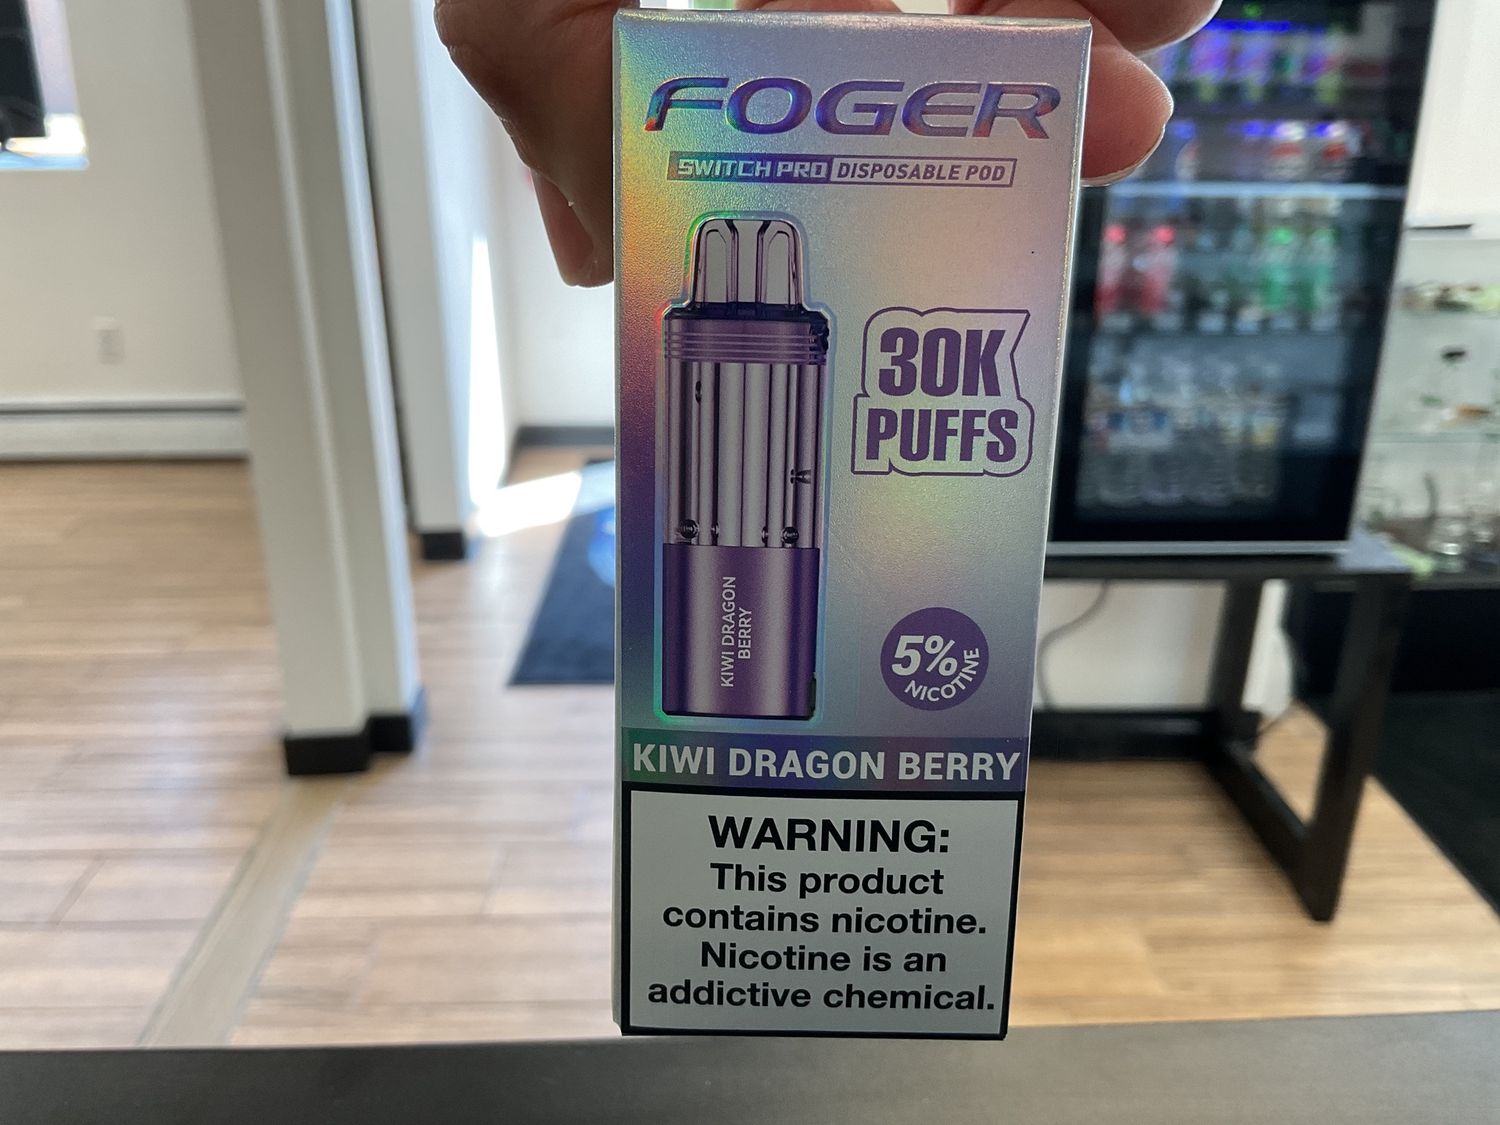 FOGER
SWITCH PRO DISPOSABLE POD
30K
PUFFS
KIWI DRAGON
BERRY
5%
NICOTINE
KIWI DRAGON BERRY
WARNING:
This product
contains nicotine.
Nicotine is an
addictive chemical.